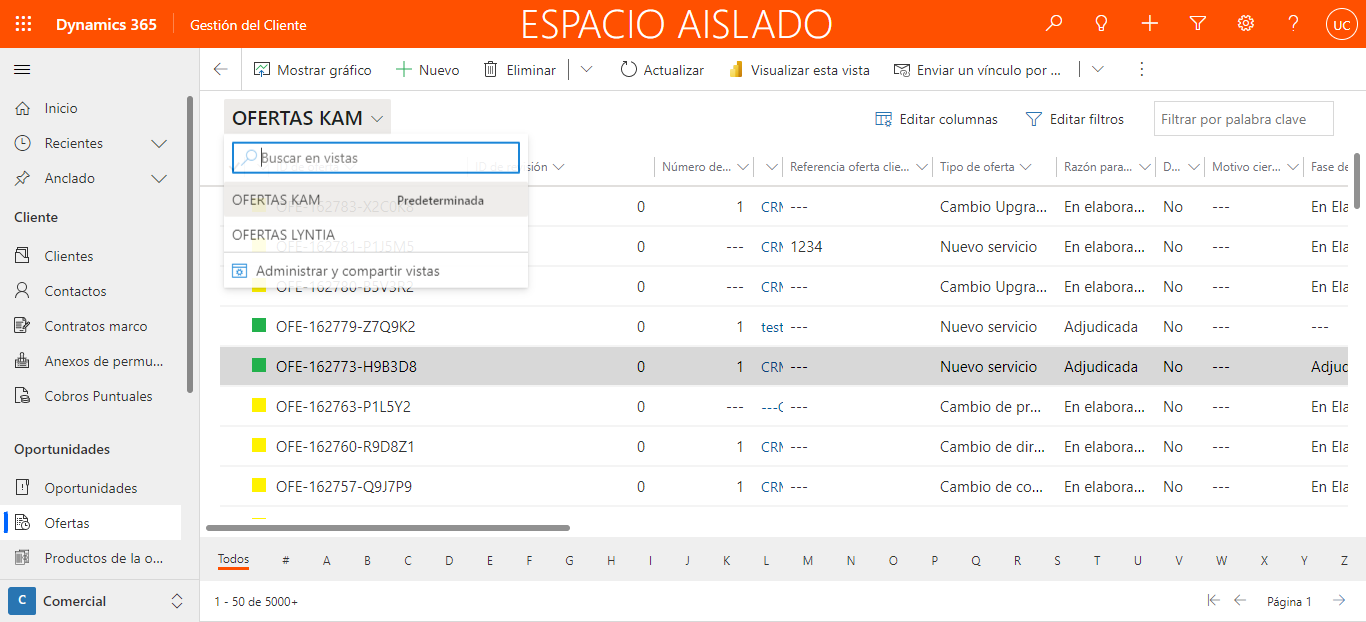 Dynamics 365
Gestión del Cliente
ESPACIO AISLADO
UC
Mostrar gráfico
Nuevo
Eliminar
Actualizar
Visualizar esta vista
Enviar un vínculo por ...
Inicio
Recientes
Anclado
Cliente
Clientes
Contactos
Contratos marco
Anexos de permu...
Cobros Puntuales
Oportunidades
Oportunidades
Ofertas
Productos de la o...
C Comercial
OFERTAS KAM
Editar columnas
Editar filtros
Filtrar por palabra clave
Buscar en vistas
OFERTAS KAM Predeterminada
OFERTAS LYNTIA
Administrar y compartir vistas
Número de... Referencia oferta clie... Tipo de oferta Razón para... D... Motivo cier... Fase de
OFE-162783-X2C0K8 0 1 CRM --- Cambio Upgra... En elabora... No --- En Ela
OFE-162781-P1J5M5 0 --- CRM 1234 Nuevo servicio En elabora... No --- En Ela
OFE-162780-B5V3R2 0 --- CRM --- Cambio Upgra... En elabora... No --- En Ela
OFE-162779-Z7Q9K2 0 1 test --- Nuevo servicio Adjudicada No --- ---
OFE-162773-H9B3D8 0 1 CRM --- Nuevo servicio Adjudicada No --- Adjud
OFE-162763-P1L5Y2 0 --- ---C --- Cambio de pr... En elabora... No --- En Ela
OFE-162760-R9D8Z1 0 1 CRM --- Cambio de dir... En elabora... No --- En Ela
OFE-162757-Q9J7P9 0 1 CRM --- Cambio de co... En elabora... No --- En Ela
Todos # A B C D E F G H I J K L M N O P Q R S T U V W X Y Z
1 - 50 de 5000+
Página 1